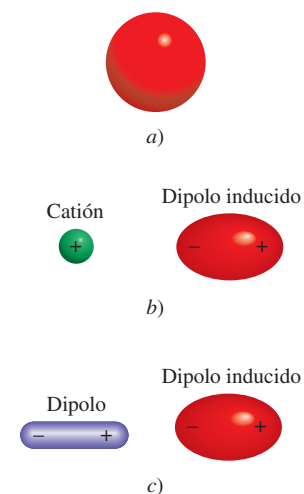 a)
Dipolo inducido
Catión
+
− +
b)
Dipolo inducido
Dipolo
− +
− +
c)